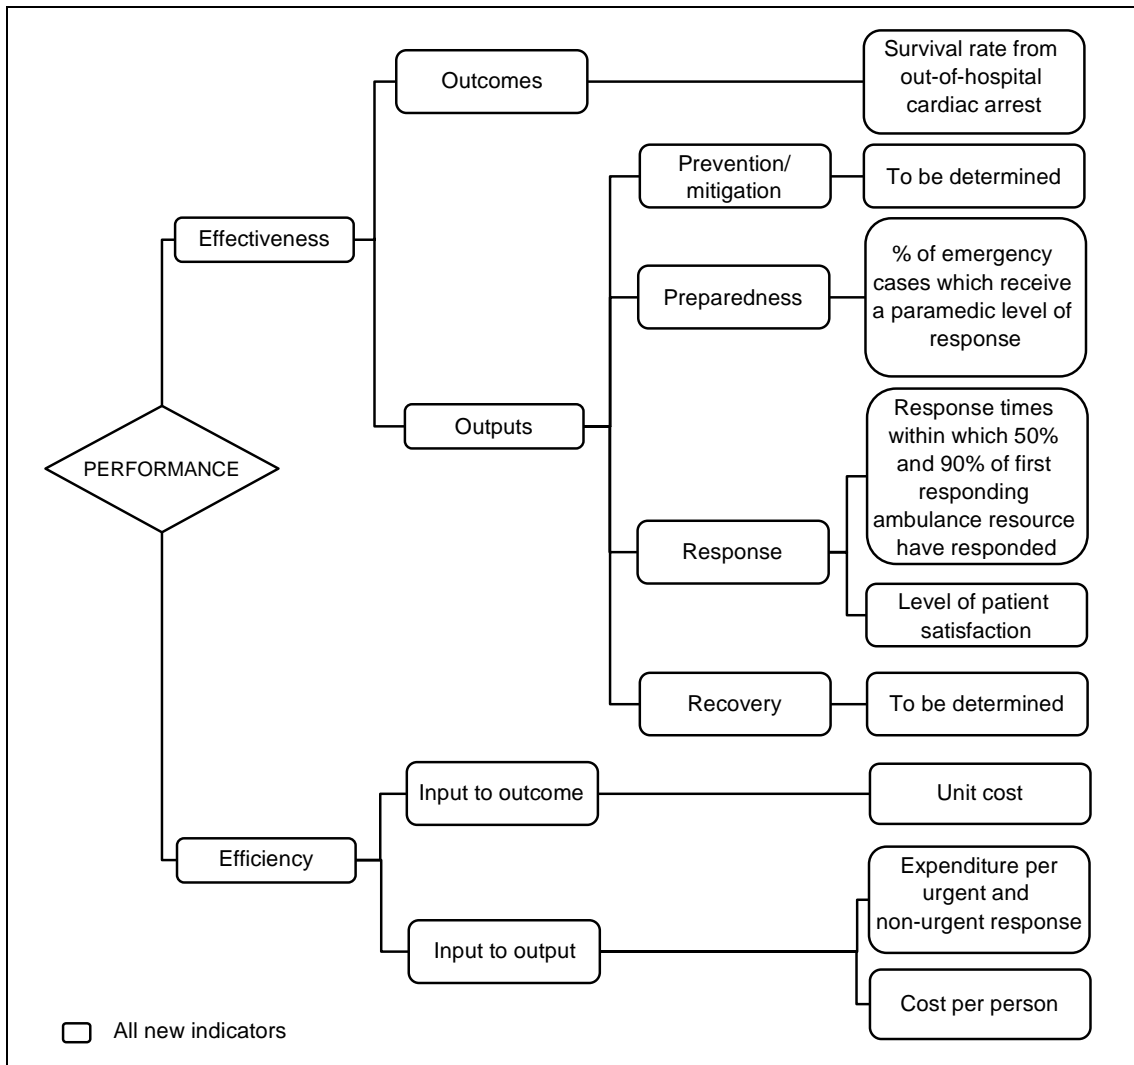 Outcomes
Survival rate from
out-of-hospital
cardiac arrest
Prevention/
mitigation
To be determined
Effectiveness
% of emergency
cases which receive
a paramedic level of
response
Preparedness
Outputs
Response times
within which 50%
and 90% of first
responding
ambulance resource
have responded
PERFORMANCE
Response
Level of patient
satisfaction
Recovery
To be determined
Input to outcome
Unit cost
Efficiency
Expenditure per
urgent and
non-urgent response
Input to output
Cost per person
All new indicators